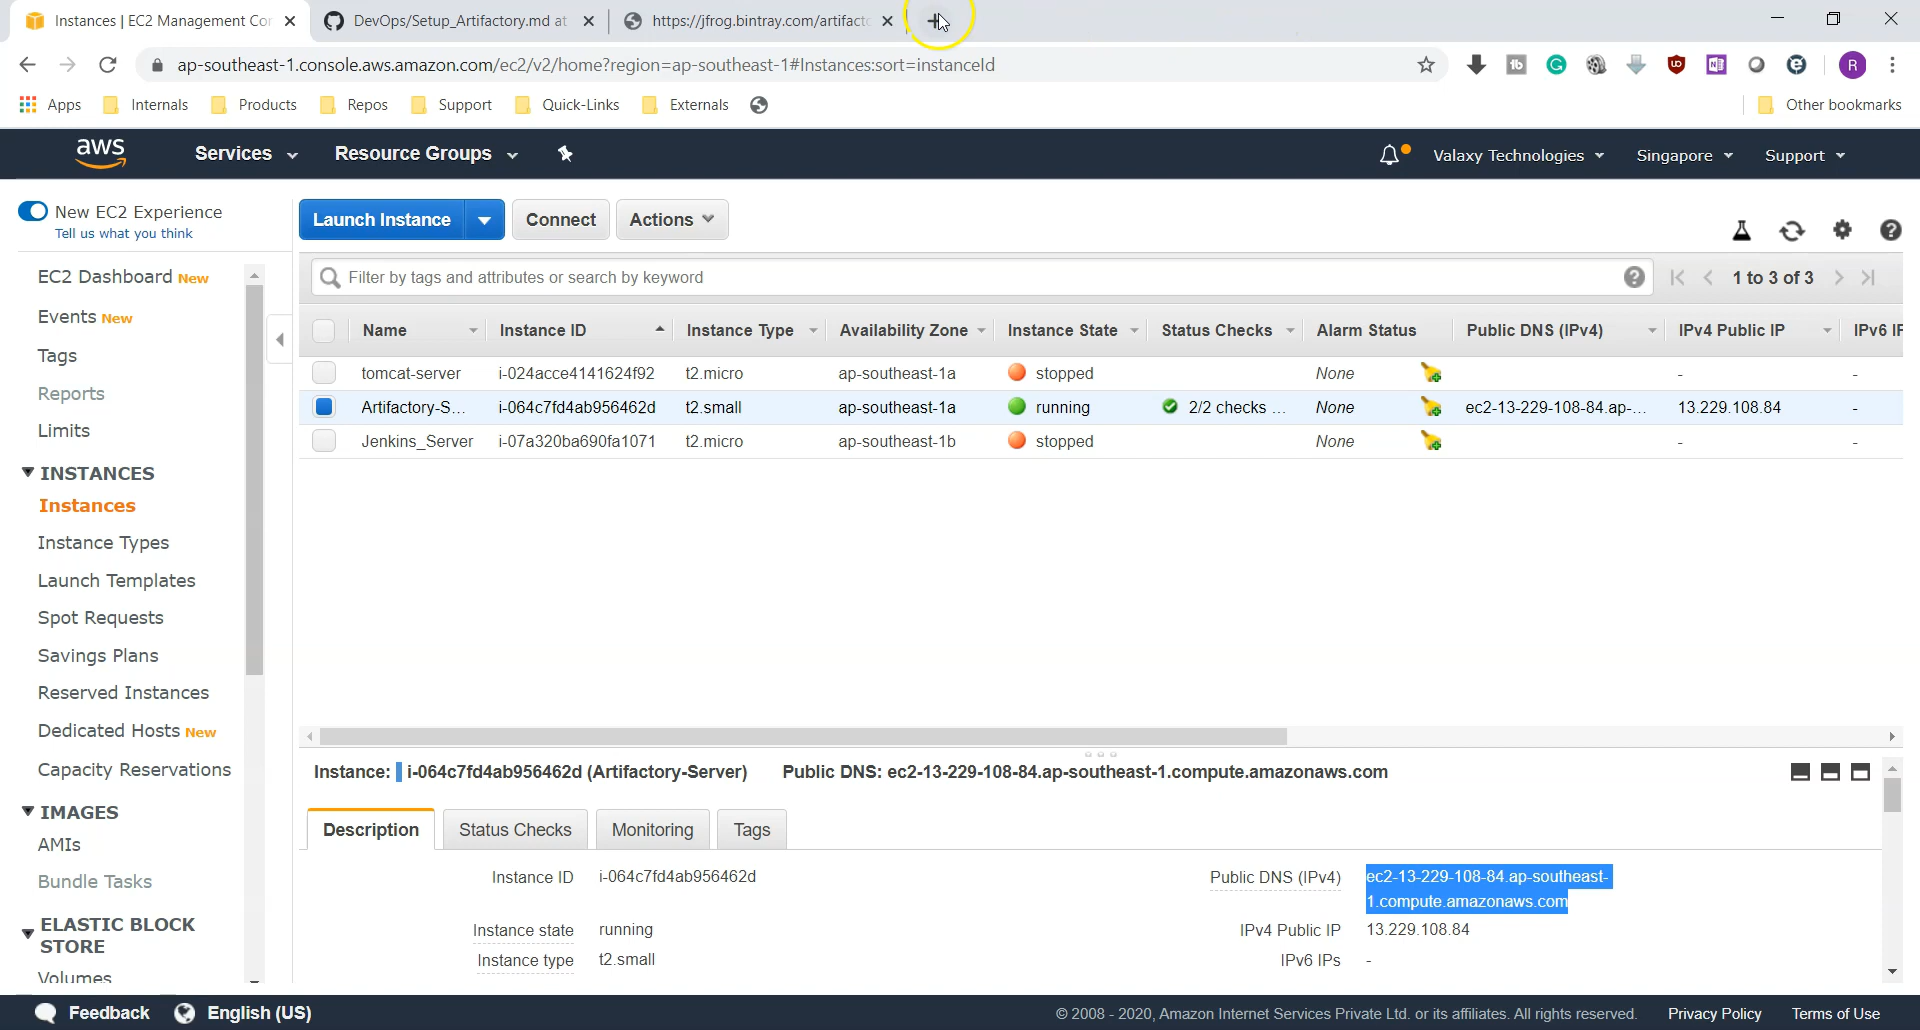 Instances | EC2 Management Con
DevOps/Setup_Artifactory.md at
https://jfrog.bintray.com/artifacto
ap-southeast-1.console.aws.amazon.com/ec2/v2/home?region=ap-southeast-1#Instances:sort=instanceId
R
Apps Internals Products Repos Support Quick-Links Externals Other bookmarks
aws Services Resource Groups Valaxy Technologies Singapore Support
New EC2 Experience
Tell us what you think
EC2 Dashboard New
Events New
Tags
Reports
Limits
INSTANCES
Instances
Instance Types
Launch Templates
Spot Requests
Savings Plans
Reserved Instances
Dedicated Hosts New
Capacity Reservations
IMAGES
AMIs
Bundle Tasks
ELASTIC BLOCK
STORE
Volumes
Launch Instance Connect Actions
Filter by tags and attributes or search by keyword 1 to 3 of 3
Name Instance ID Instance Type Availability Zone Instance State Status Checks Alarm Status Public DNS (IPv4) IPv4 Public IP IPv6 IP
tomcat-server i-024acce4141624f92 t2.micro ap-southeast-1a stopped None - -
Artifactory-S... i-064c7fd4ab956462d t2.small ap-southeast-1a running 2/2 checks ... None ec2-13-229-108-84.ap-... 13.229.108.84 -
Jenkins_Server i-07a320ba690fa1071 t2.micro ap-southeast-1b stopped None - -
Instance: i-064c7fd4ab956462d (Artifactory-Server) Public DNS: ec2-13-229-108-84.ap-southeast-1.compute.amazonaws.com
Description Status Checks Monitoring Tags
Instance ID i-064c7fd4ab956462d
Public DNS (IPv4) ec2-13-229-108-84.ap-southeast-
1.compute.amazonaws.com
Instance state running
IPv4 Public IP 13.229.108.84
Instance type t2.small
IPv6 IPs -
Feedback English (US) © 2008 - 2020, Amazon Internet Services Private Ltd. or its affiliates. All rights reserved. Privacy Policy Terms of Use